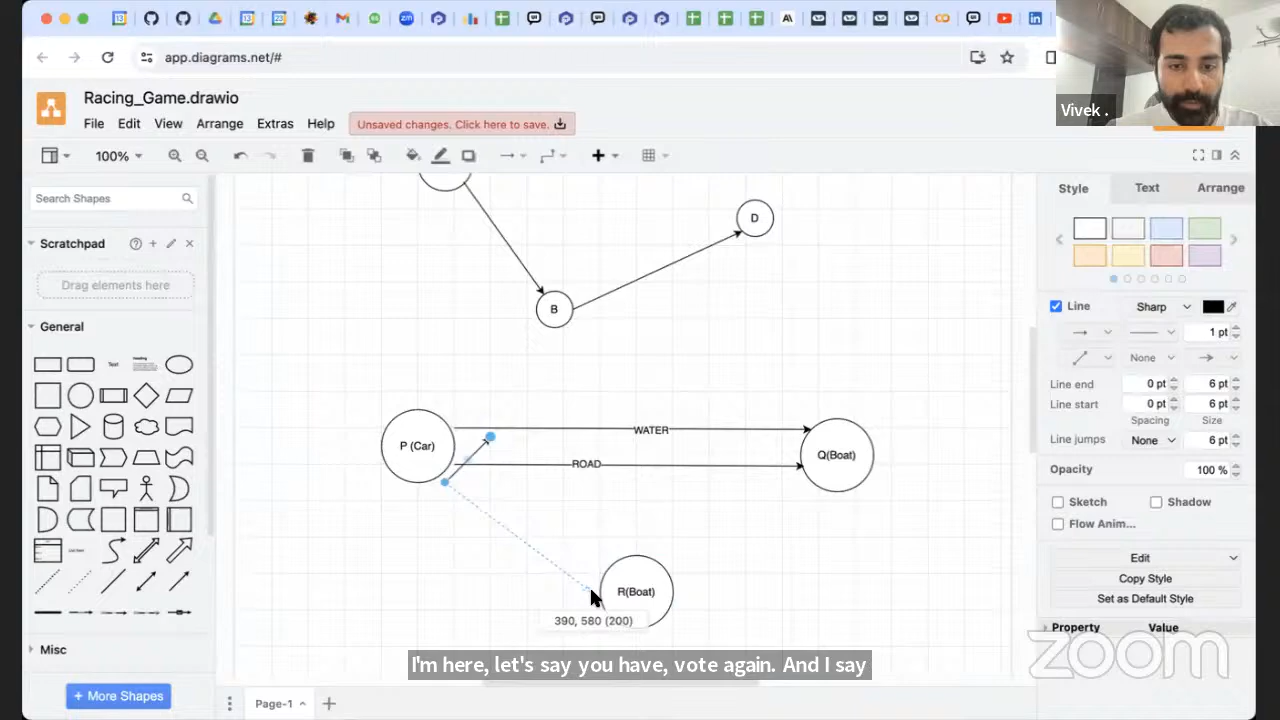 app.diagrams.net/#
Vivek .
Racing_Game.drawio
File Edit View Arrange Extras Help
Unsaved changes. Click here to save.
100%
Search Shapes
Scratchpad
Drag elements here
General
Text
Misc
+ More Shapes
D
B
P (Car)
WATER
ROAD
Q(Boat)
R(Boat)
390, 580 (200)
Style Text Arrange
Line Sharp
1 pt
None
Line end 0 pt 6 pt
Line start 0 pt 6 pt
Spacing Size
Line jumps None 6 pt
Opacity 100 %
Sketch Shadow
Flow Anim...
Edit
Copy Style
Set as Default Style
Property Value
zoom
I'm here, let's say you have, vote again. And I say
Page-1